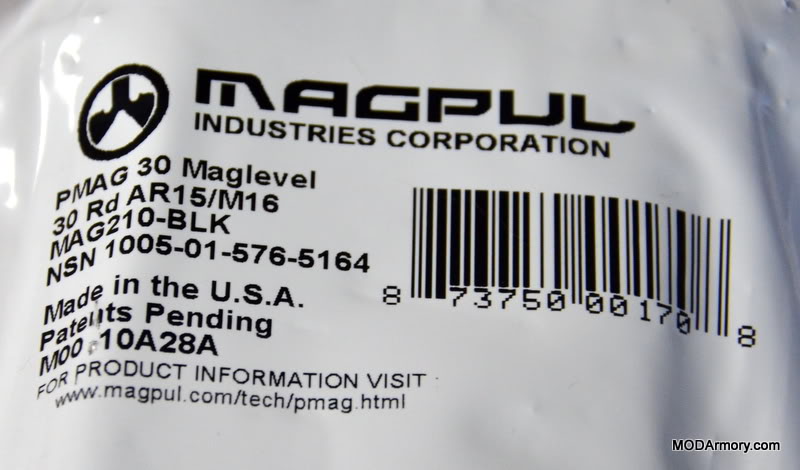 MAGPUL
INDUSTRIES CORPORATION
PMAG 30 Maglevel
30 Rd AR15/M16
MAG210-BLK
NSN 1005-01-576-5164
8 73750 00170 8
Made in the U.S.A.
Patents Pending
M00 10A28A
FOR PRODUCT INFORMATION VISIT
www.magpul.com/tech/pmag.html
MODArmory.com